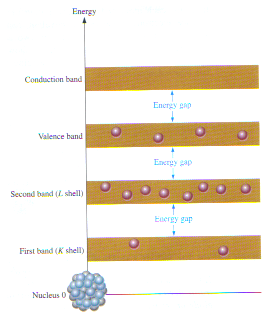 Energy
Conduction band
Energy gap
Valence band
Energy gap
Second band (L shell)
Energy gap
First band (K shell)
Nucleus 0